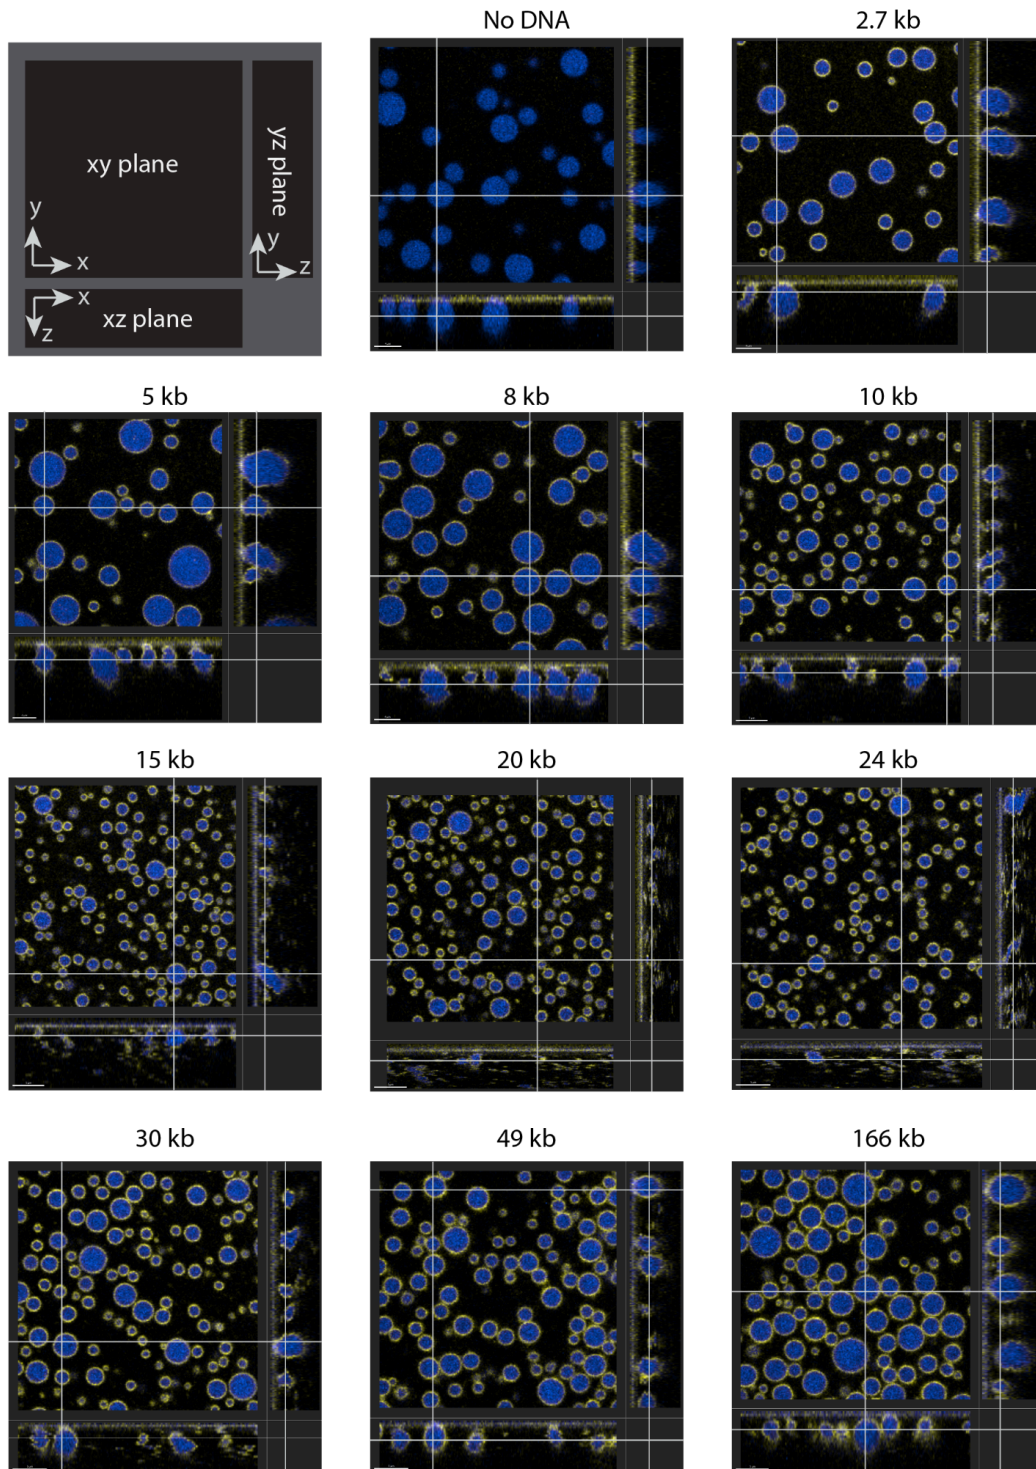 No DNA
2.7 kb
xy plane
yz plane
y
x
y
z
x
z
xz plane
5 kb
8 kb
10 kb
15 kb
20 kb
24 kb
30 kb
49 kb
166 kb